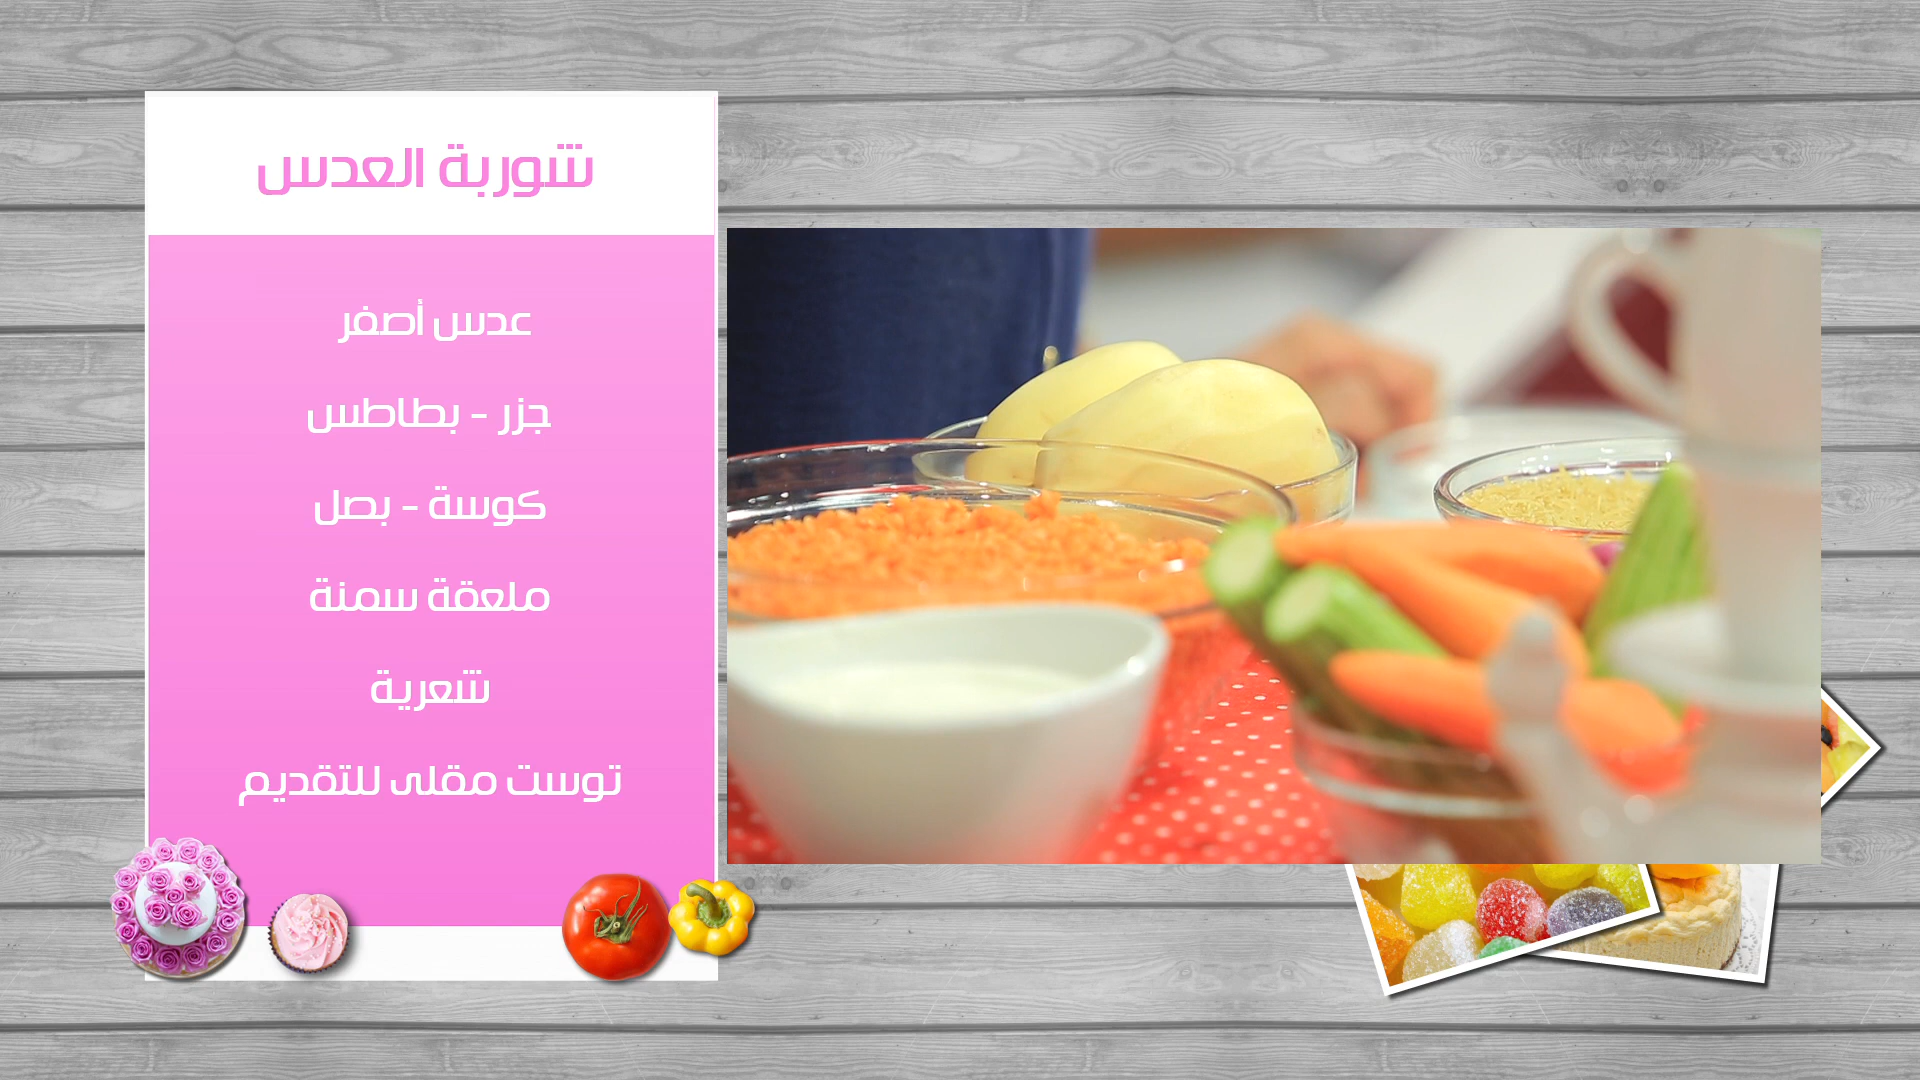 شوربة العدس
عدس أصفر
جزر - بطاطس
كوسة - بصل
ملعقة سمنة
شعرية
توست مقلى للتقديم